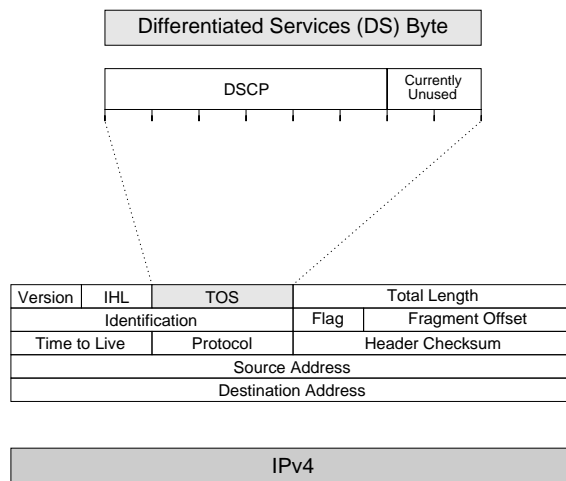 Differentiated Services (DS) Byte
DSCP
Currently
Unused
Version IHL TOS Total Length
Identification Flag Fragment Offset
Time to Live Protocol Header Checksum
Source Address
Destination Address
IPv4